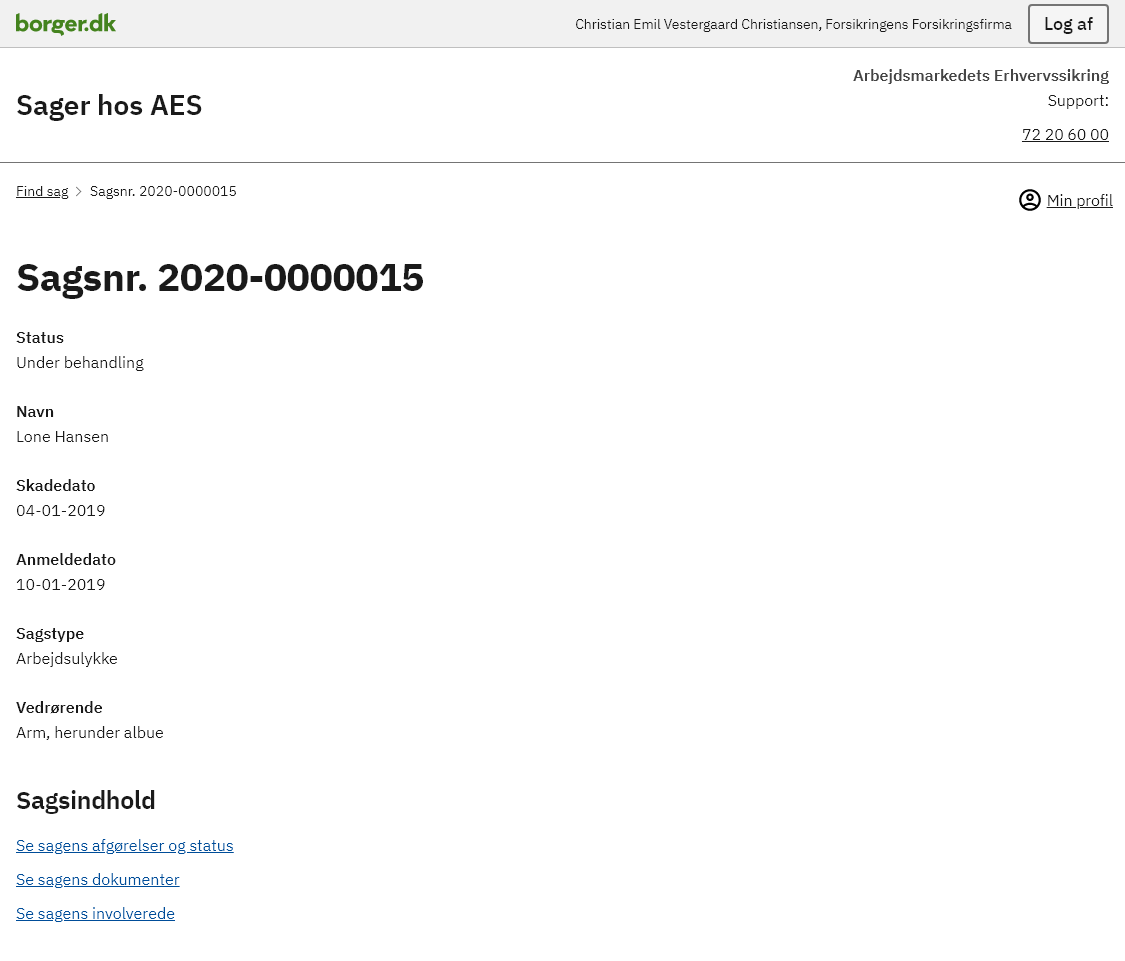 borger.dk
Christian Emil Vestergaard Christiansen, Forsikringens Forsikringsfirma
Log af
Sager hos AES
Arbejdsmarkedets Erhvervssikring
Support:
72 20 60 00
Find sag > Sagsnr. 2020-0000015
Min profil
Sagsnr. 2020-0000015
Status
Under behandling
Navn
Lone Hansen
Skadedato
04-01-2019
Anmeldedato
10-01-2019
Sagstype
Arbejdsulykke
Vedrørende
Arm, herunder albue
Sagsindhold
Se sagens afgørelser og status
Se sagens dokumenter
Se sagens involverede